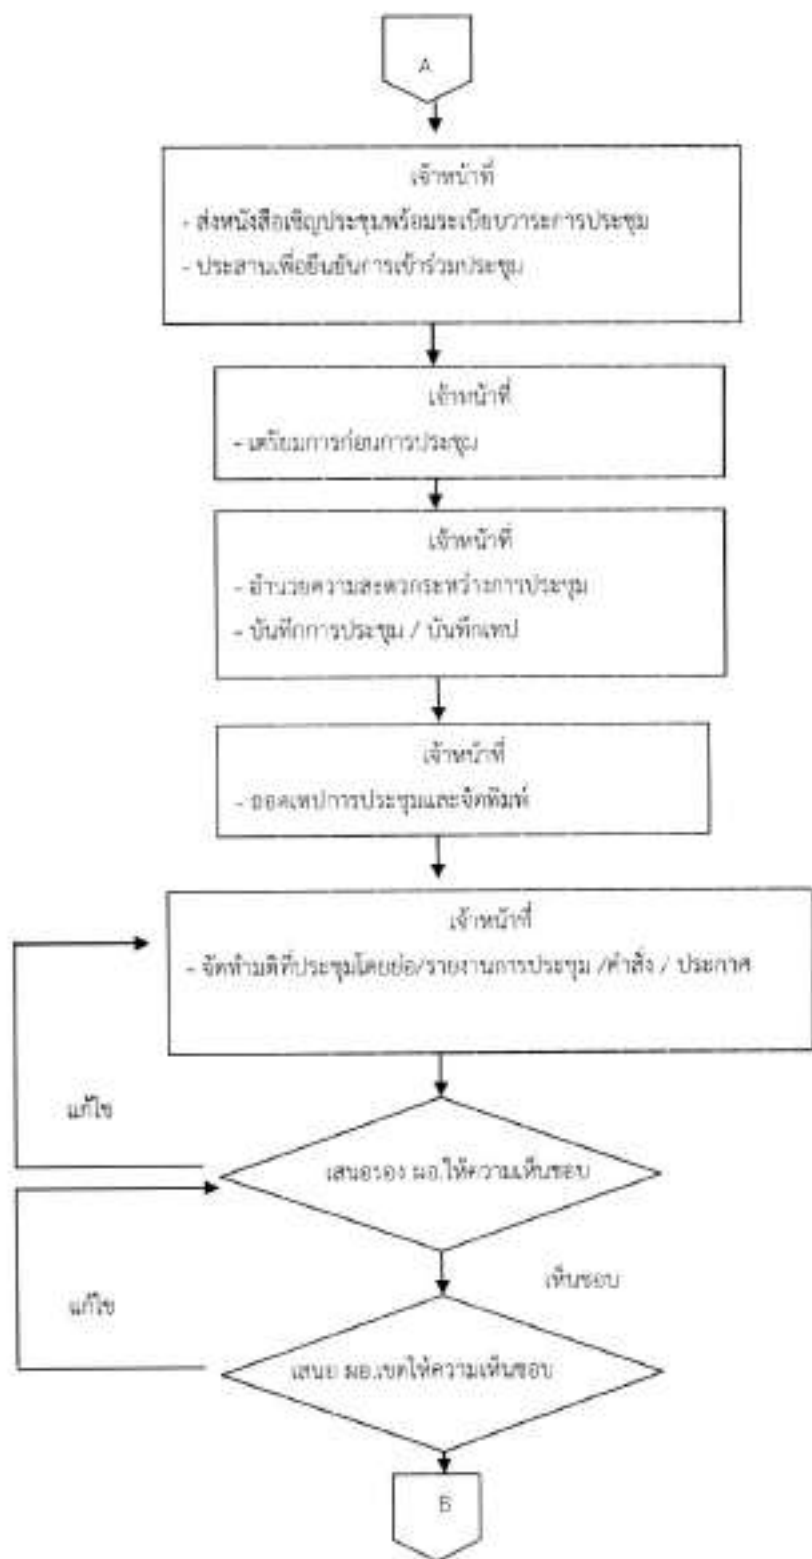 A
เจ้าหน้าที่
- ส่งหนังสือเชิญประชุมพร้อมระเบียบวาระการประชุม
- ประสานเพื่อยืนยันการเข้าร่วมประชุม
เจ้าหน้าที่
- เตรียมการก่อนการประชุม
เจ้าหน้าที่
- อำนวยความสะดวกระหว่างการประชุม
- บันทึกการประชุม / บันทึกเทป
เจ้าหน้าที่
- ถอดเทปการประชุมและจัดพิมพ์
เจ้าหน้าที่
- จัดทำมติที่ประชุมโดยย่อ/รายงานการประชุม /คำสั่ง / ประกาศ
แก้ไข
เสนอรอง ผอ.ให้ความเห็นชอบ
เห็นชอบ
แก้ไข
เสนอ ผอ.เขตให้ความเห็นชอบ
B